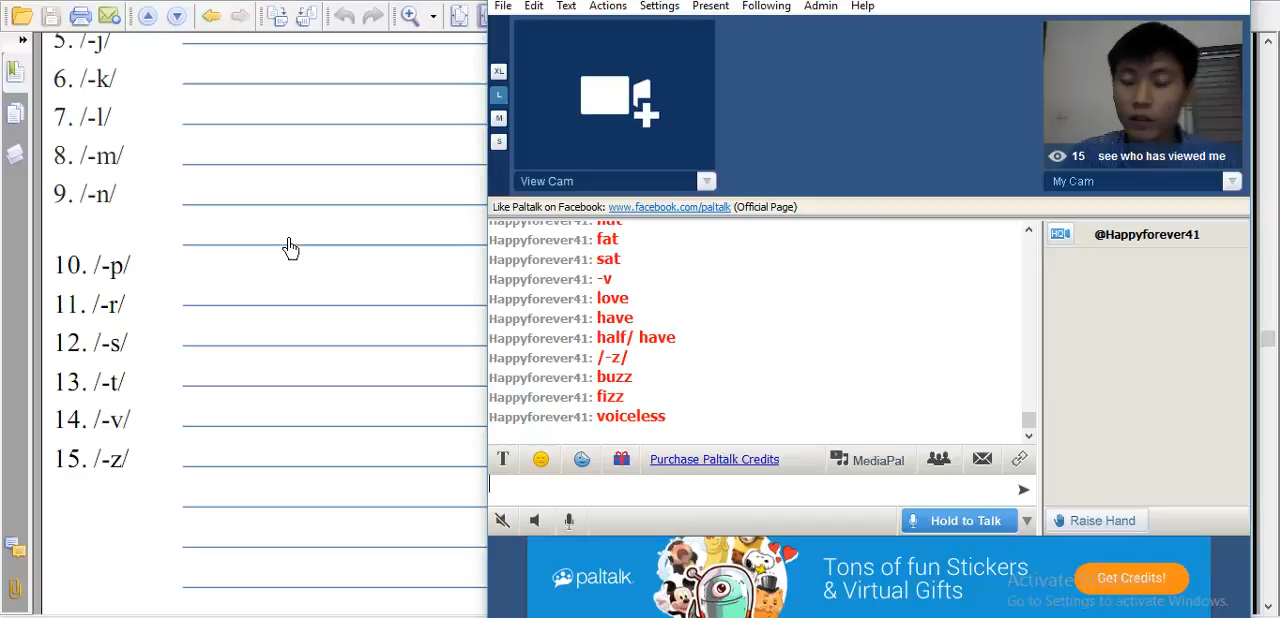 5. /-j/
6. /-k/
7. /-l/
8. /-m/
9. /-n/
10. /-p/
11. /-r/
12. /-s/
13. /-t/
14. /-v/
15. /-z/
File Edit Text Actions Settings Present Following Admin Help
XL
L
M
S
View Cam
15 see who has viewed me
My Cam
Like Paltalk on Facebook: www.facebook.com/paltalk (Official Page)
Happyforever41: fat
Happyforever41: sat
Happyforever41: -v
Happyforever41: love
Happyforever41: have
Happyforever41: half/ have
Happyforever41: /-z/
Happyforever41: buzz
Happyforever41: fizz
Happyforever41: voiceless
HQ @Happyforever41
T Purchase Paltalk Credits MediaPal
Hold to Talk
Raise Hand
paltalk
Tons of fun Stickers
& Virtual Gifts
Get Credits!
Go to Settings to activate Windows.